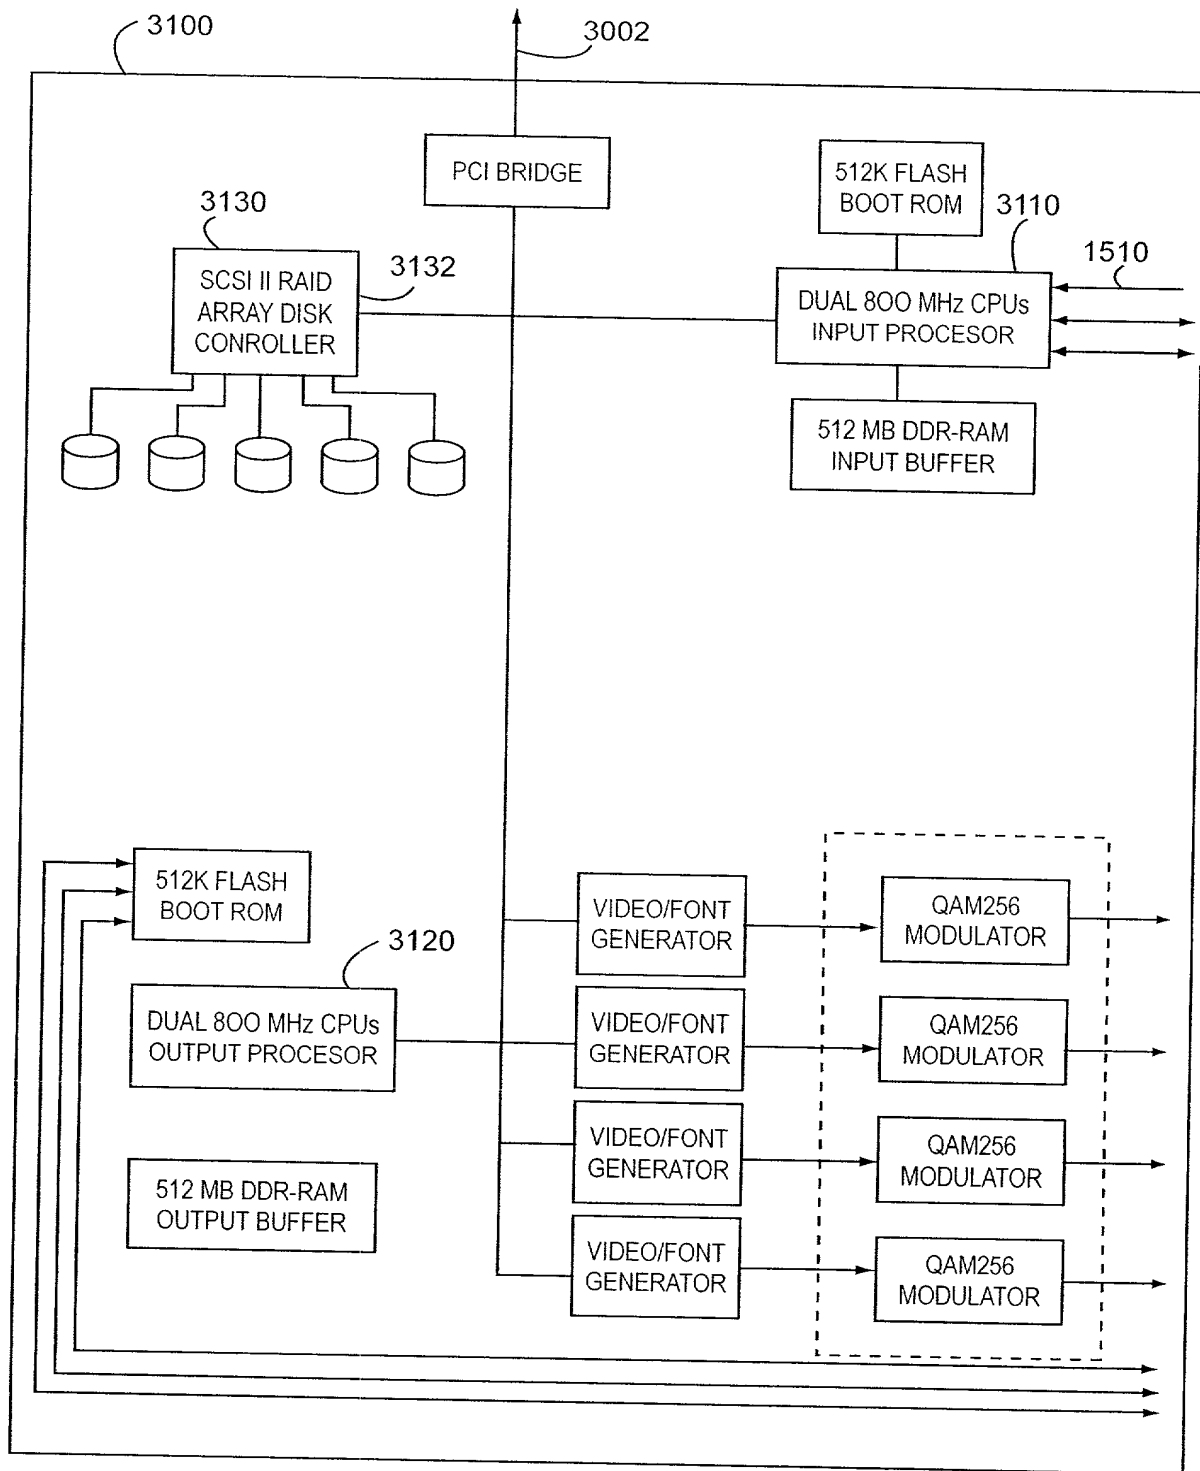 3100
3002
PCI BRIDGE
512K FLASH
BOOT ROM
3130
3110
3132
1510
SCSI II RAID
ARRAY DISK
CONROLLER
DUAL 800 MHz CPUs
INPUT PROCESOR
512 MB DDR-RAM
INPUT BUFFER
512K FLASH
BOOT ROM
3120
DUAL 800 MHz CPUs
OUTPUT PROCESOR
512 MB DDR-RAM
OUTPUT BUFFER
VIDEO/FONT
GENERATOR
QAM256
MODULATOR
VIDEO/FONT
GENERATOR
QAM256
MODULATOR
VIDEO/FONT
GENERATOR
QAM256
MODULATOR
VIDEO/FONT
GENERATOR
QAM256
MODULATOR